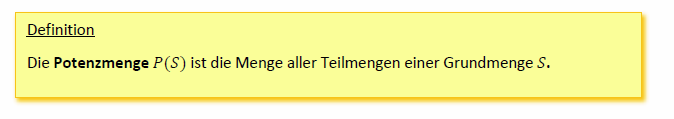 Definition
Die Potenzmenge P(S) ist die Menge aller Teilmengen einer Grundmenge S.